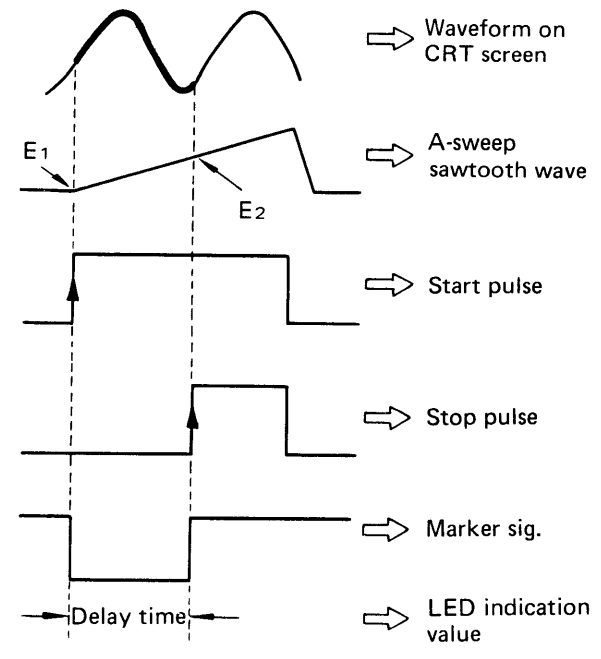 Waveform on
CRT screen
E1
E2
A-sweep
sawtooth wave
Start pulse
Stop pulse
Marker sig.
Delay time
LED indication
value